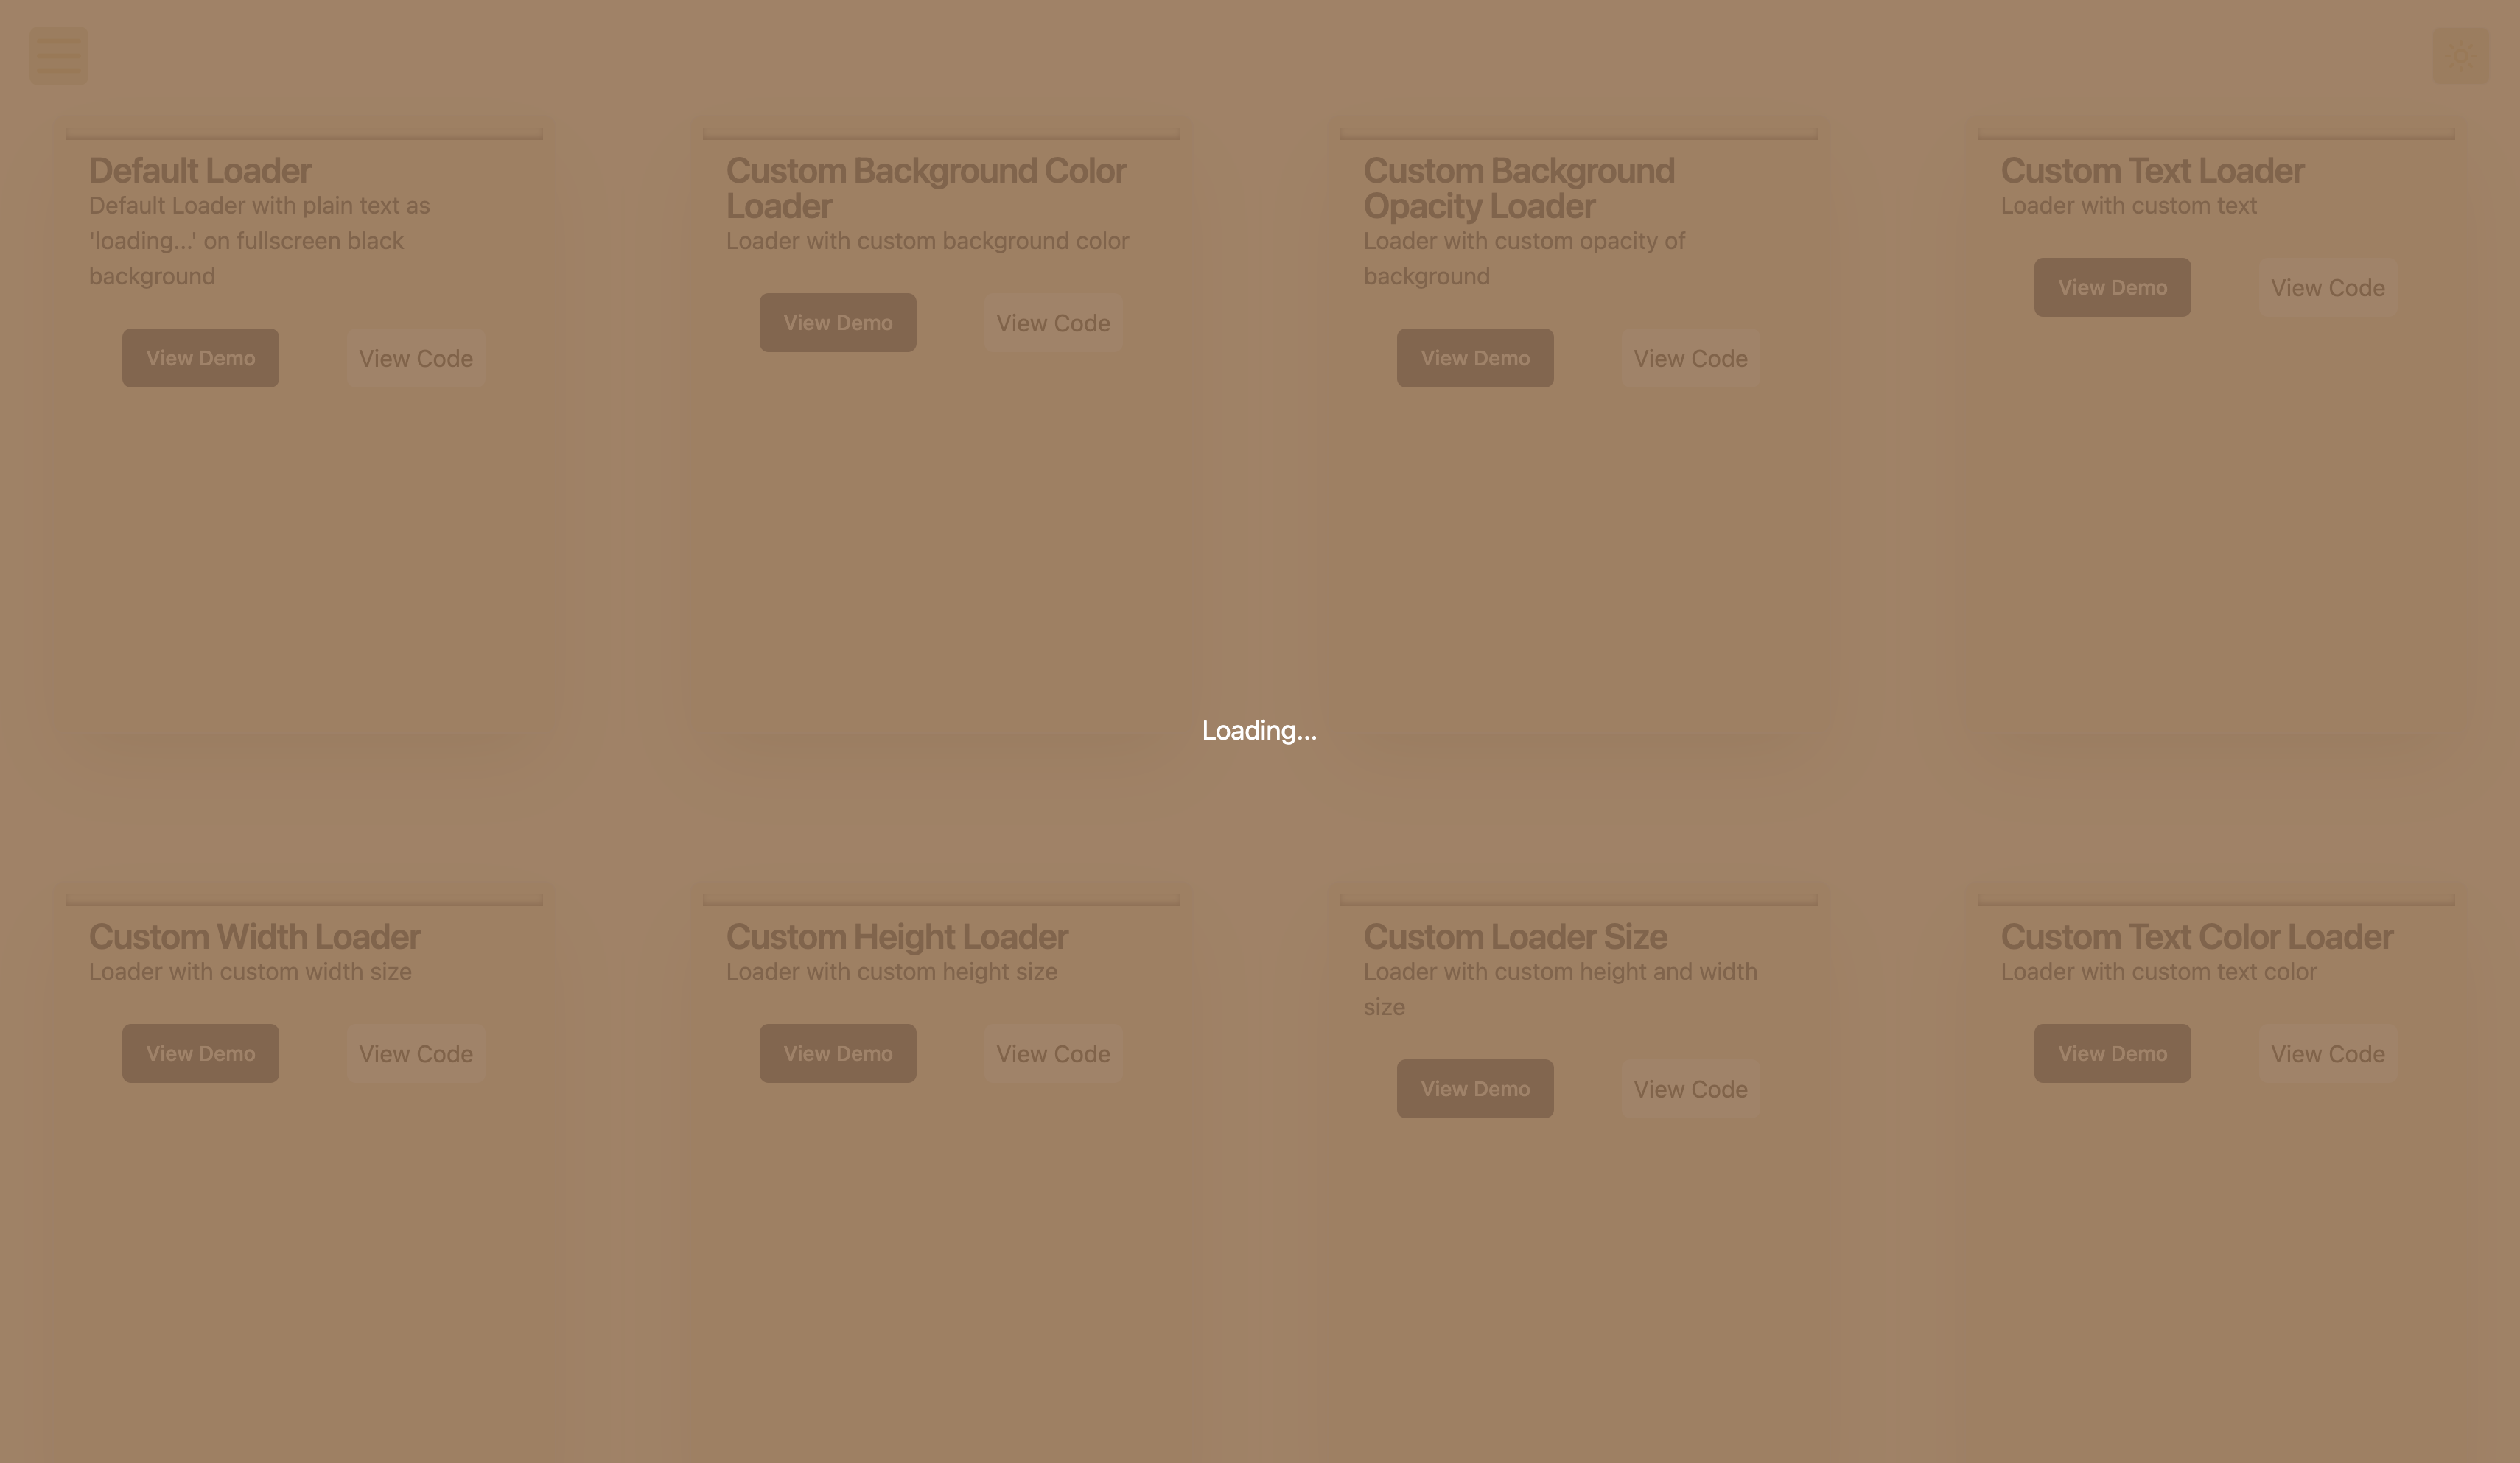 Default Loader
Default Loader with plain text as
'loading...' on fullscreen black
background
View Demo
View Code
Custom Background Color
Loader
Loader with custom background color
View Demo
View Code
Custom Background
Opacity Loader
Loader with custom opacity of
background
View Demo
View Code
Custom Text Loader
Loader with custom text
View Demo
View Code
Loading...
Custom Width Loader
Loader with custom width size
View Demo
View Code
Custom Height Loader
Loader with custom height size
View Demo
View Code
Custom Loader Size
Loader with custom height and width
size
View Demo
View Code
Custom Text Color Loader
Loader with custom text color
View Demo
View Code